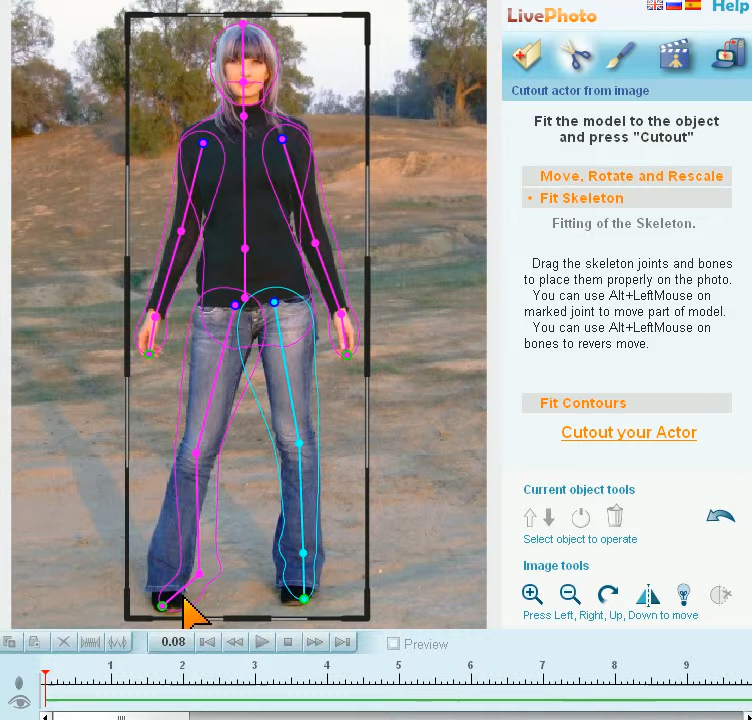 LivePhoto
Help
Cutout actor from image
Fit the model to the object
and press "Cutout"
Move, Rotate and Rescale
• Fit Skeleton
Fitting of the Skeleton.
Drag the skeleton joints and bones
to place them properly on the photo.
You can use Alt+LeftMouse on
marked joint to move part of model.
You can use Alt+LeftMouse on
bones to revers move.
Fit Contours
Cutout your Actor
Current object tools
Select object to operate
Image tools
Press Left, Right, Up, Down to move
0.08
Preview
1 2 3 4 5 6 7 8 9